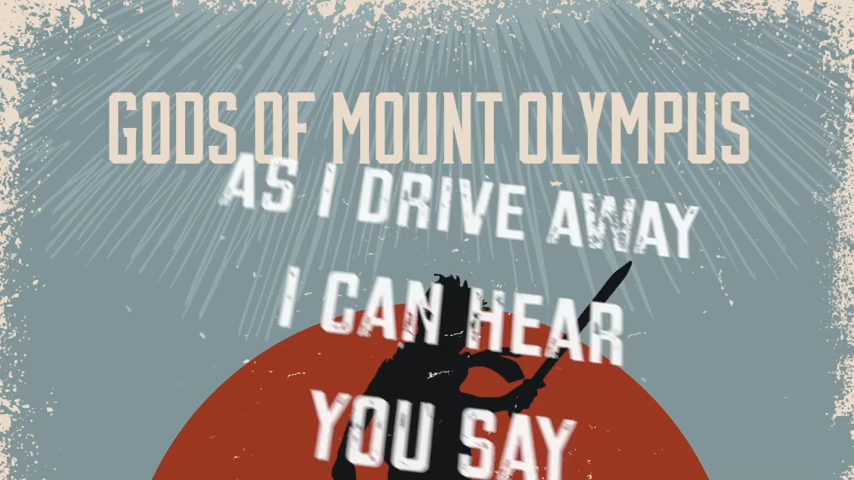 GODS OF MOUNT OLYMPUS
AS I DRIVE AWAY
I CAN HEAR
YOU SAY